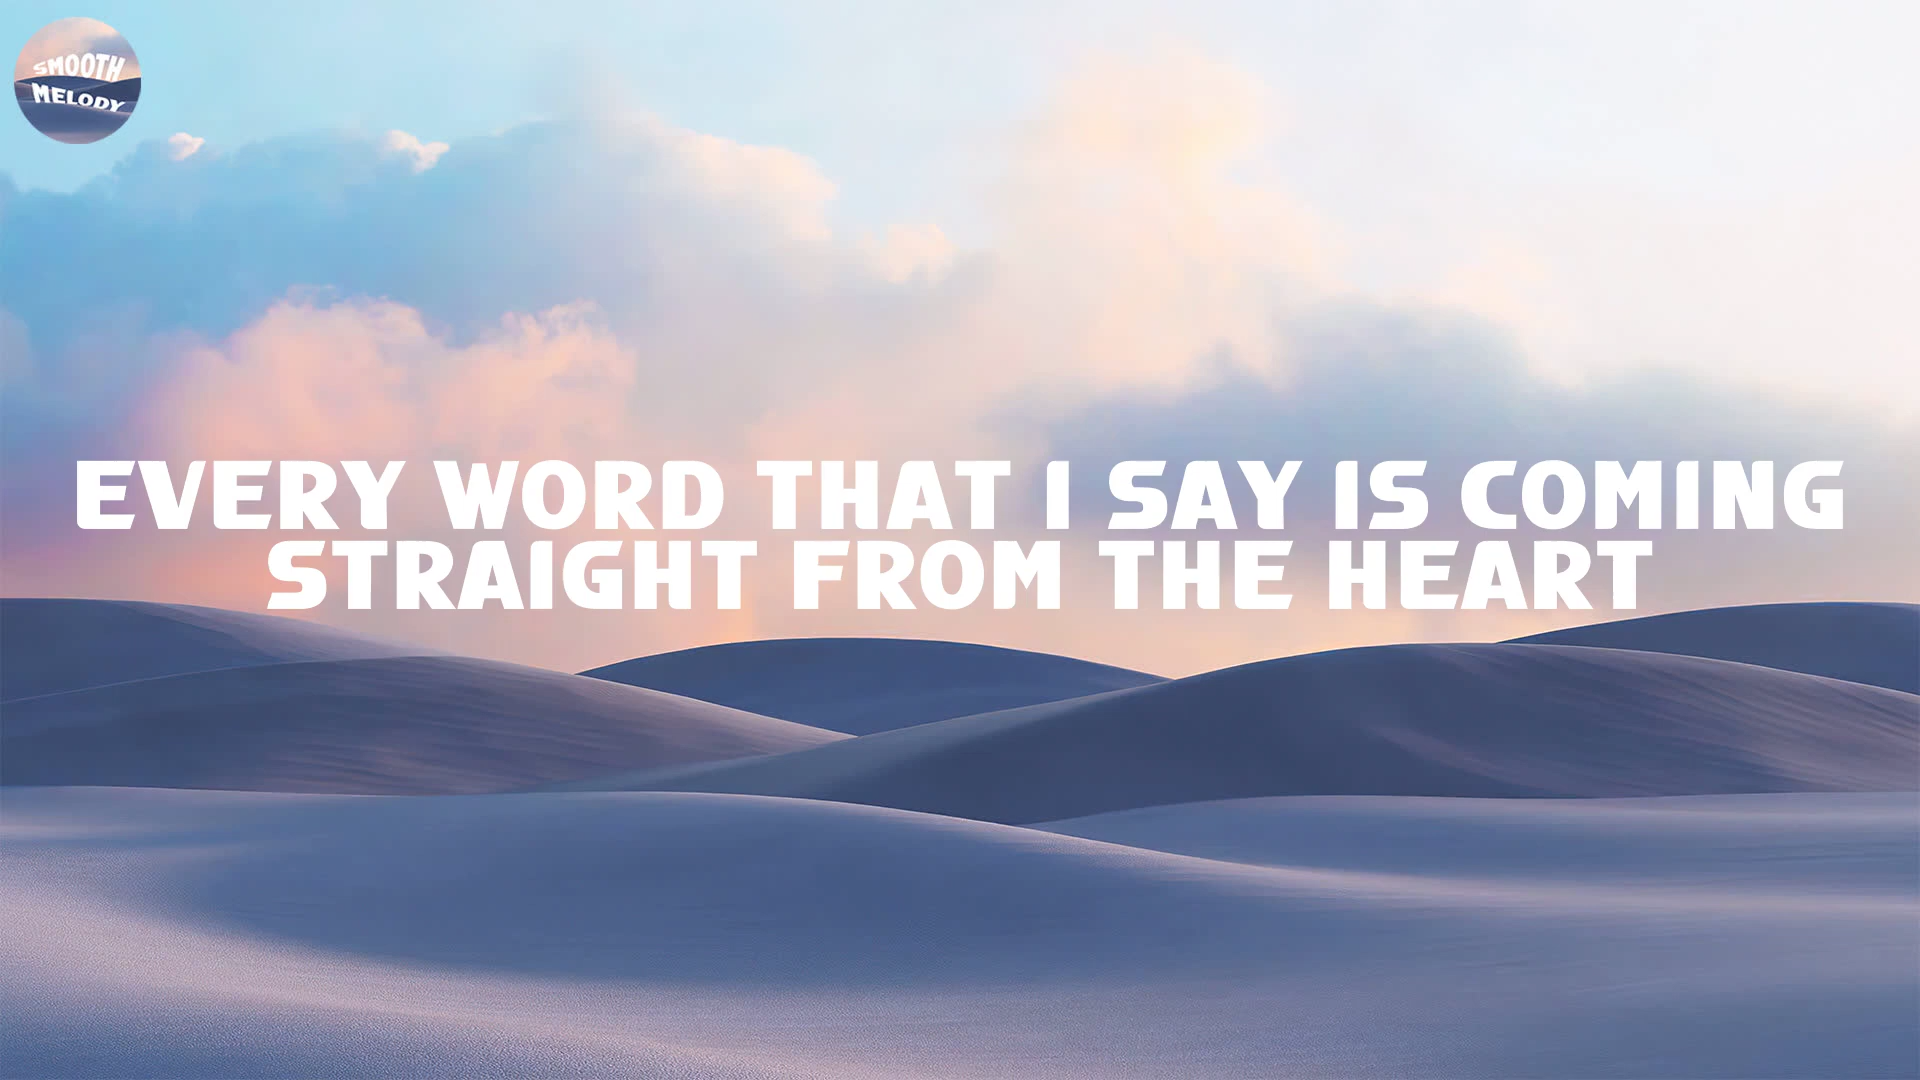 SMOOTH
MELODY
EVERY WORD THAT I SAY IS COMING
STRAIGHT FROM THE HEART